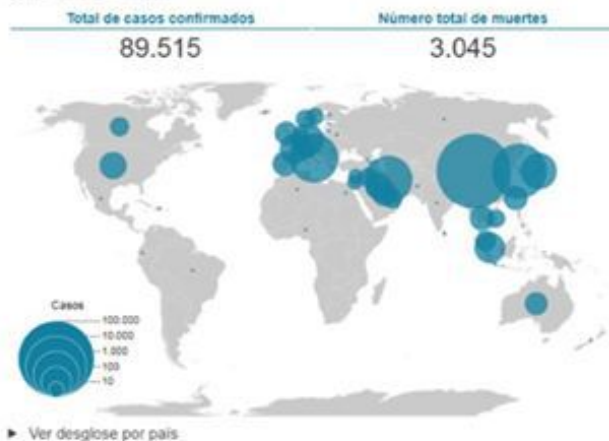 Total de casos confirmados
Número total de muertes
89.515
3.045
Casos
100.000
10.000
1.000
100
10
► Ver desglose por país